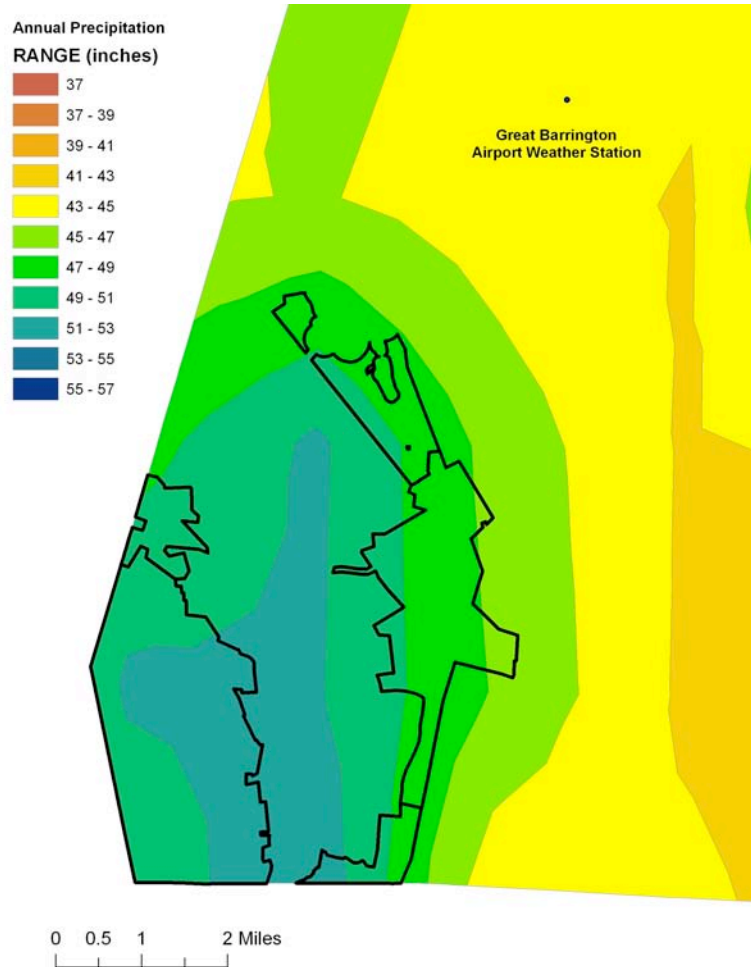 Annual Precipitation
RANGE (inches)
37
37 - 39
39 - 41
41 - 43
43 - 45
45 - 47
47 - 49
49 - 51
51 - 53
53 - 55
55 - 57
Great Barrington
Airport Weather Station
0 0.5 1 2 Miles